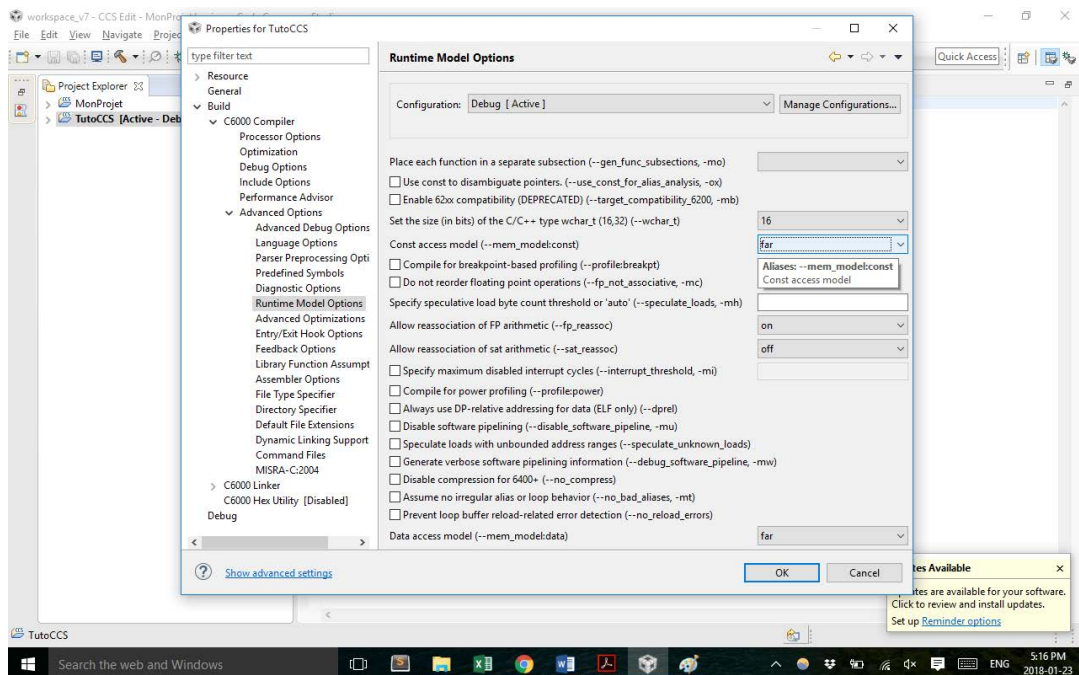 workspace_v7 - CCS Edit - MonPro
Properties for TutoCCS
File Edit View Navigate Projec
Quick Access
type filter text
Runtime Model Options
Project Explorer
MonProjet
TutoCCS [Active - Deb
Resource
General
Build
C6000 Compiler
Processor Options
Optimization
Debug Options
Include Options
Performance Advisor
Advanced Options
Advanced Debug Options
Language Options
Parser Preprocessing Opti
Predefined Symbols
Diagnostic Options
Runtime Model Options
Advanced Optimizations
Entry/Exit Hook Options
Feedback Options
Library Function Assumpt
Assembler Options
File Type Specifier
Directory Specifier
Default File Extensions
Dynamic Linking Support
Command Files
MISRA-C:2004
C6000 Linker
C6000 Hex Utility [Disabled]
Debug
Configuration: Debug [ Active ] Manage Configurations...
Place each function in a separate subsection (--gen_func_subsections, -mo)
Use const to disambiguate pointers. (--use_const_for_alias_analysis, -ox)
Enable 62xx compatibility (DEPRECATED) (--target_compatibility_6200, -mb)
Set the size (in bits) of the C/C++ type wchar_t (16,32) (--wchar_t) 16
Const access model (--mem_model:const) far
Compile for breakpoint-based profiling (--profile:breakpt)
Aliases: --mem_model:const
Const access model
Do not reorder floating point operations (--fp_not_associative, -mc)
Specify speculative load byte count threshold or 'auto' (--speculate_loads, -mh)
Allow reassociation of FP arithmetic (--fp_reassoc) on
Allow reassociation of sat arithmetic (--sat_reassoc) off
Specify maximum disabled interrupt cycles (--interrupt_threshold, -mi)
Compile for power profiling (--profile:power)
Always use DP-relative addressing for data (ELF only) (--dprel)
Disable software pipelining (--disable_software_pipeline, -mu)
Speculate loads with unbounded address ranges (--speculate_unknown_loads)
Generate verbose software pipelining information (--debug_software_pipeline, -mw)
Disable compression for 6400+ (--no_compress)
Assume no irregular alias or loop behavior (--no_bad_aliases, -mt)
Prevent loop buffer reload-related error detection (--no_reload_errors)
Data access model (--mem_model:data) far
Show advanced settings
OK Cancel
tes Available
tes are available for your software.
Click to review and install updates.
Set up Reminder options
TutoCCS
Search the web and Windows
ENG
5:16 PM
2018-01-23